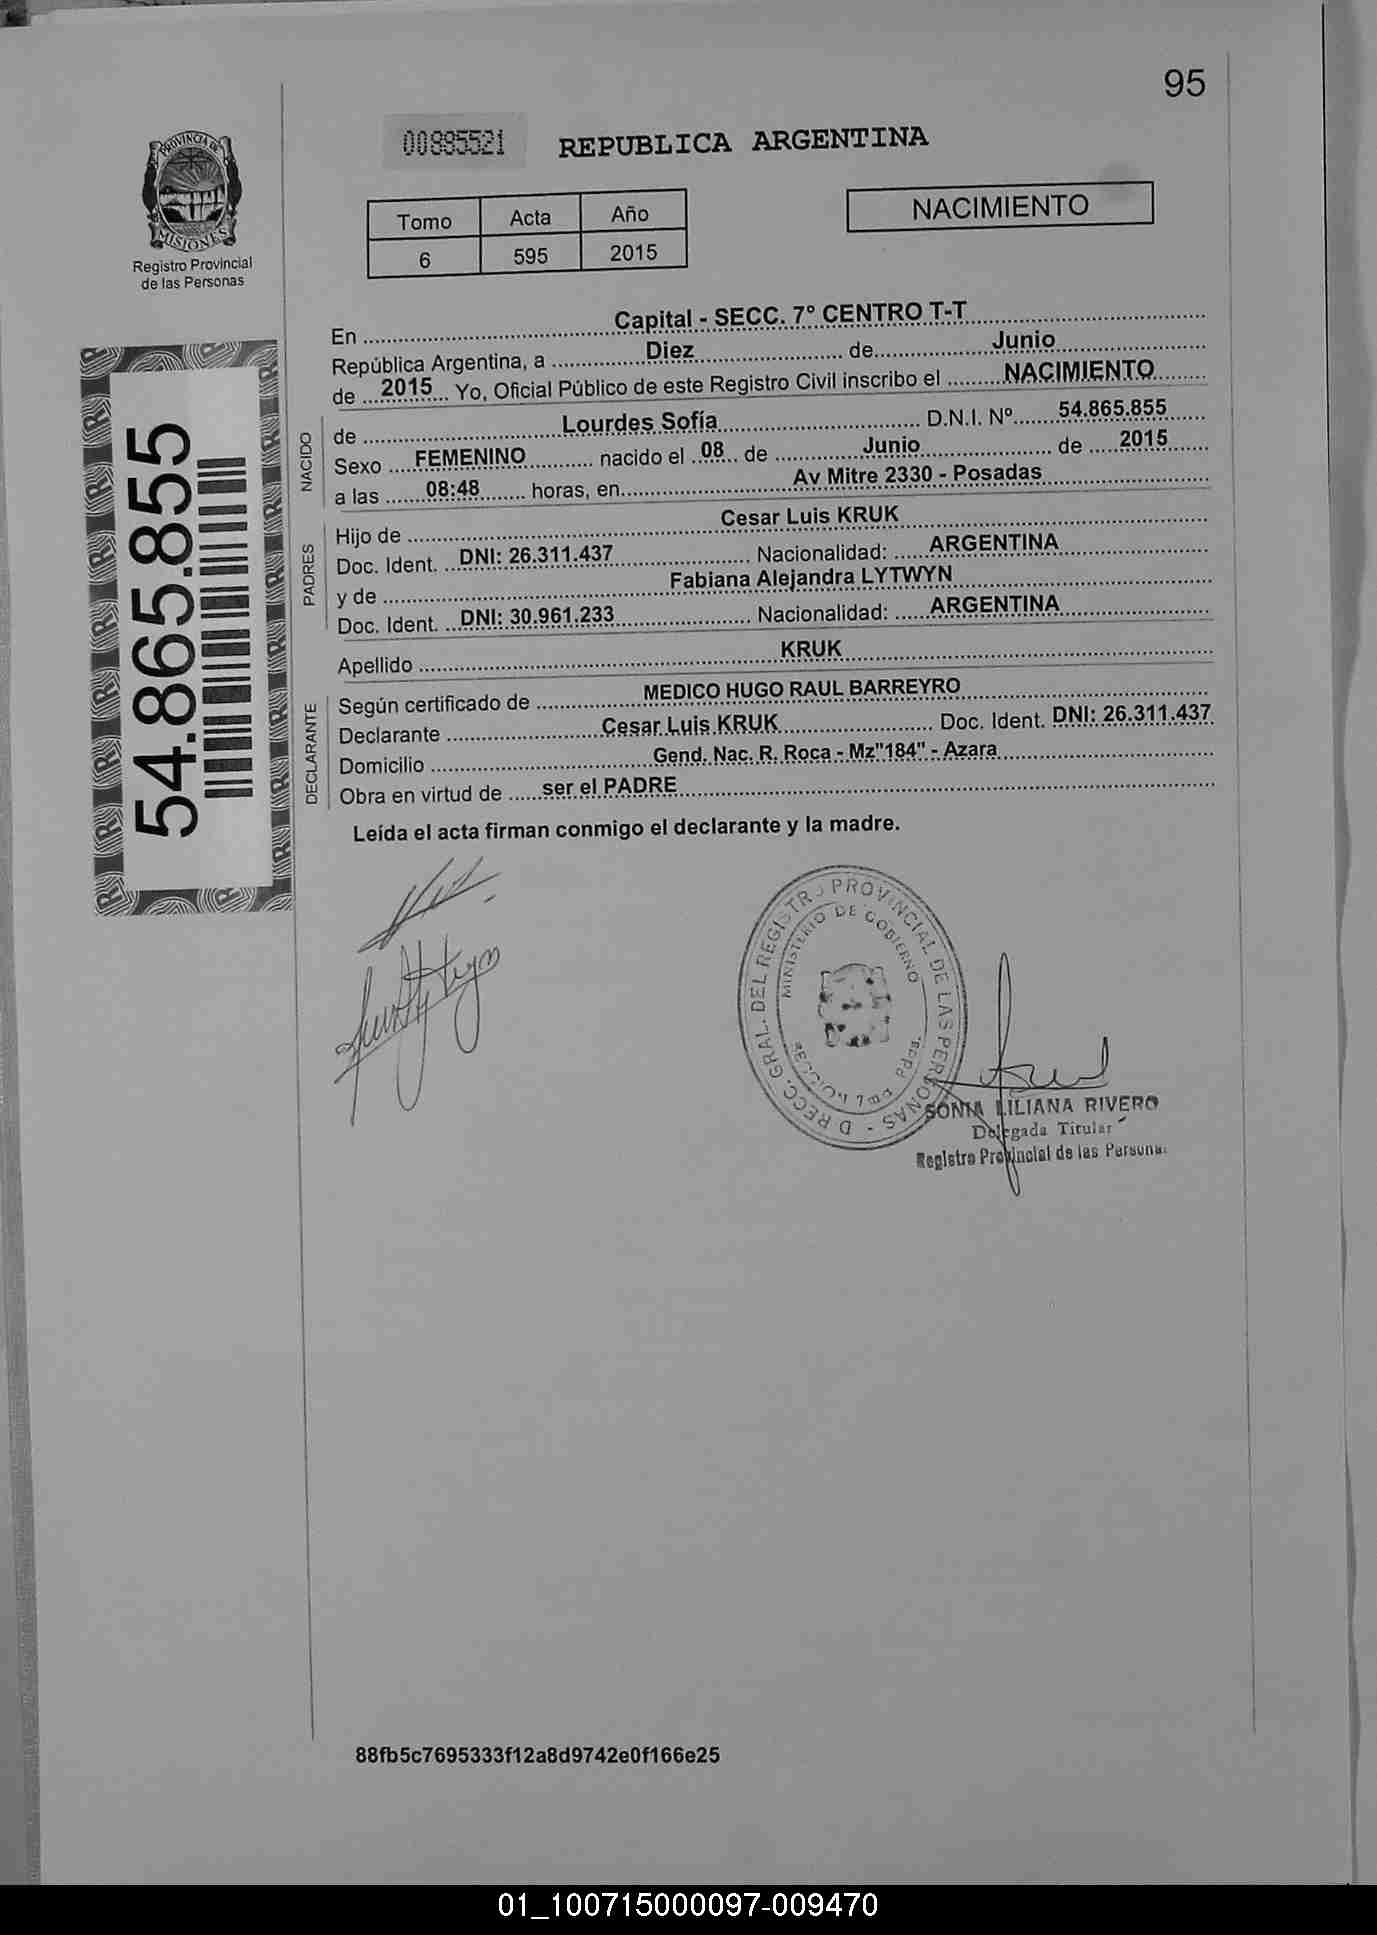 95
00885521
REPUBLICA ARGENTINA
PROVINCIA DE
MISIONES
Registro Provincial
de las Personas
Tomo Acta Año
6 595 2015
NACIMIENTO
En Capital - SECC. 7° CENTRO T-T
República Argentina, a Diez de Junio
de 2015 Yo, Oficial Público de este Registro Civil inscribo el NACIMIENTO
NACIDO
de Lourdes Sofía D.N.I. Nº 54.865.855
Sexo FEMENINO nacido el 08 de Junio de 2015
a las 08:48 horas, en Av Mitre 2330 - Posadas
PADRES
Hijo de Cesar Luis KRUK
Doc. Ident. DNI: 26.311.437 Nacionalidad: ARGENTINA
y de Fabiana Alejandra LYTWYN
Doc. Ident. DNI: 30.961.233 Nacionalidad: ARGENTINA
Apellido KRUK
DECLARANTE
Según certificado de MEDICO HUGO RAUL BARREYRO
Declarante Cesar Luis KRUK Doc. Ident. DNI: 26.311.437
Domicilio Gend. Nac. R. Roca - Mz"184" - Azara
Obra en virtud de ser el PADRE
Leída el acta firman conmigo el declarante y la madre.
54.865.855
DIRECC. GRAL. DEL REGISTRO PROVINCIAL DE LAS PERSONAS -
MINISTERIO DE GOBIERNO
SECCION 7ma Pdas.
SONIA LILIANA RIVERO
Delegada Titular
Registro Provincial de las Personas
88fb5c7695333f12a8d9742e0f166e25
01_100715000097-009470